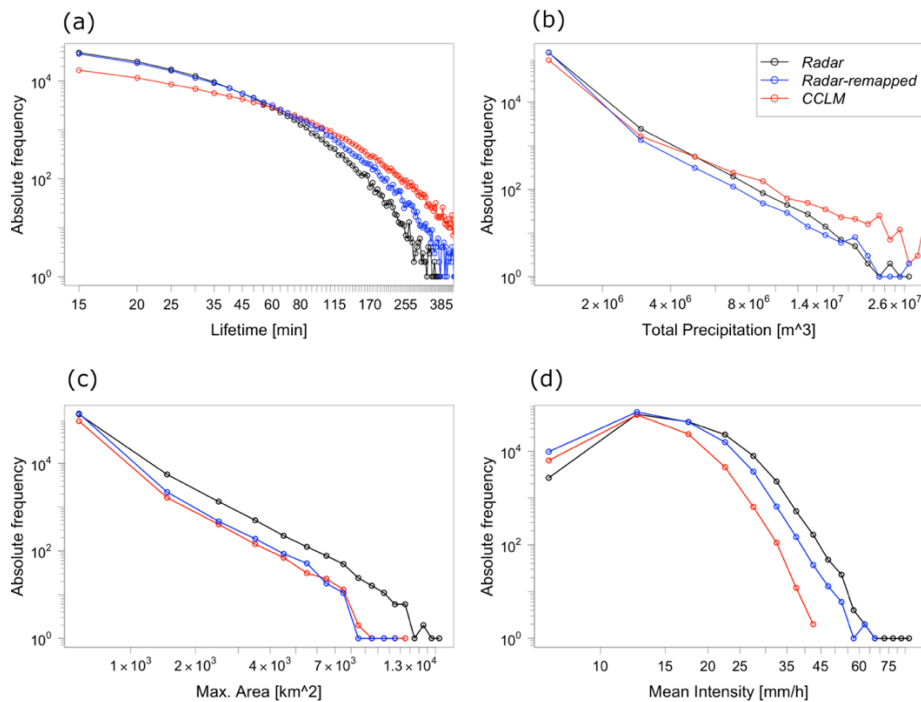 (a)
Absolute frequency
10^4
10^2
10^0
15 20 25 35 45 60 80 115 170 255 385
Lifetime [min]
(b)
Absolute frequency
10^4
10^2
10^0
Radar
Radar-remapped
CCLM
2 × 10^6 4 × 10^6 8 × 10^6 1.4 × 10^7 2.6 × 10^7
Total Precipitation [m^3]
(c)
Absolute frequency
10^4
10^2
10^0
1 × 10^3 2 × 10^3 4 × 10^3 7 × 10^3 1.3 × 10^4
Max. Area [km^2]
(d)
Absolute frequency
10^4
10^2
10^0
10 15 20 25 35 45 60 75
Mean Intensity [mm/h]